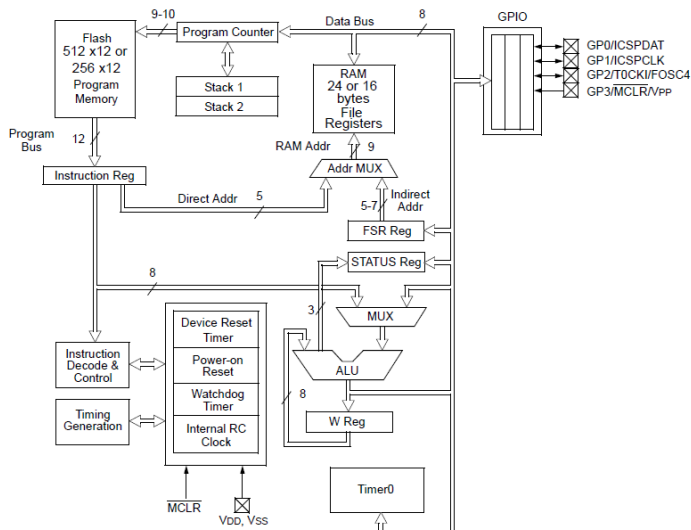 9-10
Data Bus
8
GPIO
Flash
512 x12 or
256 x12
Program
Memory
Program Counter
Stack 1
Stack 2
RAM
24 or 16
bytes
File
Registers
GP0/ICSPDAT
GP1/ICSPCLK
GP2/T0CKI/FOSC4
GP3/MCLR/VPP
Program
Bus
12
RAM Addr
9
Addr MUX
Instruction Reg
Direct Addr
5
5-7
Indirect
Addr
FSR Reg
STATUS Reg
8
3
MUX
Device Reset
Timer
Power-on
Reset
Watchdog
Timer
Internal RC
Clock
Instruction
Decode &
Control
Timing
Generation
ALU
8
W Reg
MCLR
VDD, VSS
Timer0